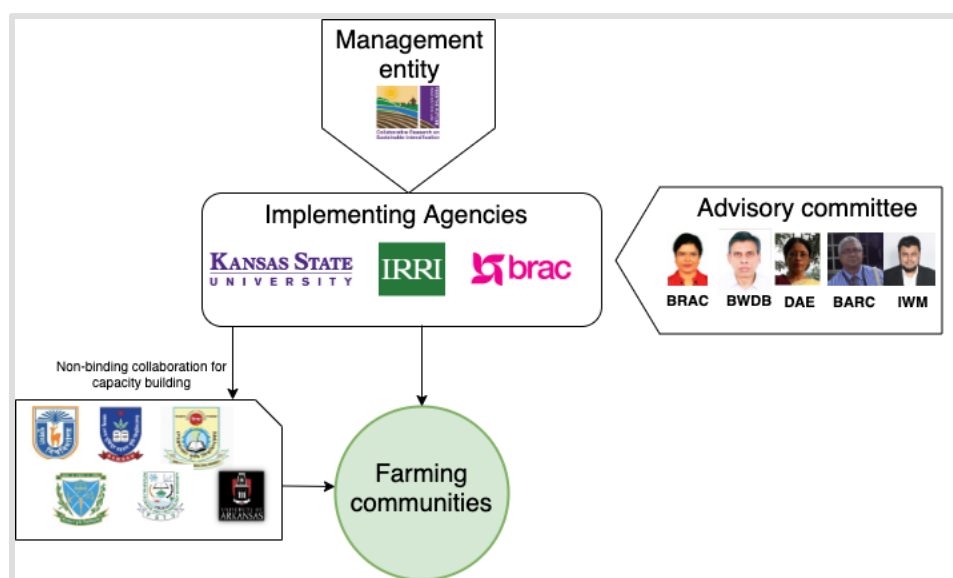 Management
entity
Collaborative Research on
Sustainable Intensification
Implementing Agencies
KANSAS STATE
UNIVERSITY
IRRI
brac
Advisory committee
BRAC BWDB DAE BARC IWM
Non-binding collaboration for
capacity building
UNIVERSITY OF
ARKANSAS
Farming
communities